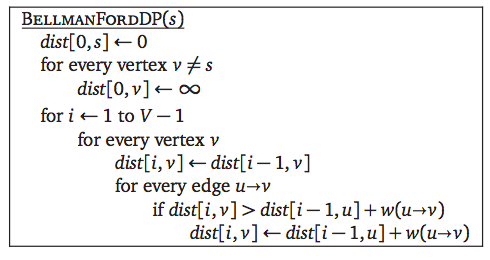 BELLMANFORDDP(s)
dist[0,s] ← 0
for every vertex v ≠ s
dist[0,v] ← ∞
for i ← 1 to V − 1
for every vertex v
dist[i,v] ← dist[i−1,v]
for every edge u→v
if dist[i,v] > dist[i−1,u] + w(u→v)
dist[i,v] ← dist[i−1,u] + w(u→v)